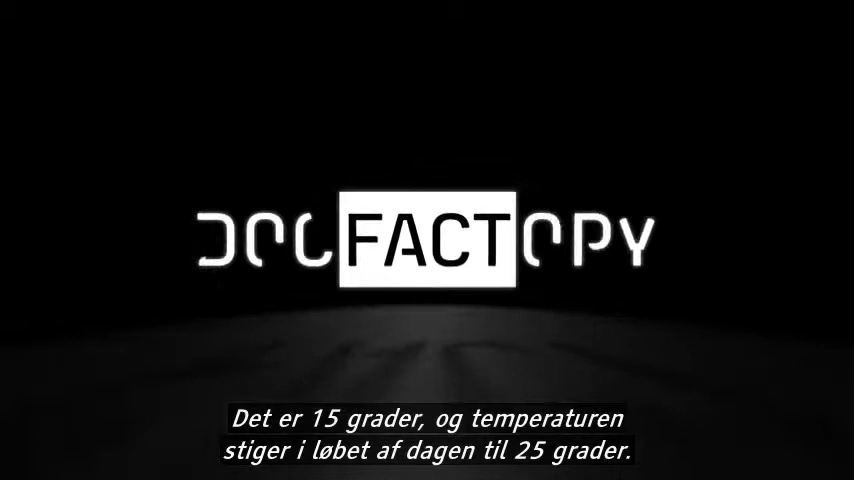 DOCFACTORY
Det er 15 grader, og temperaturen
stiger i løbet af dagen til 25 grader.